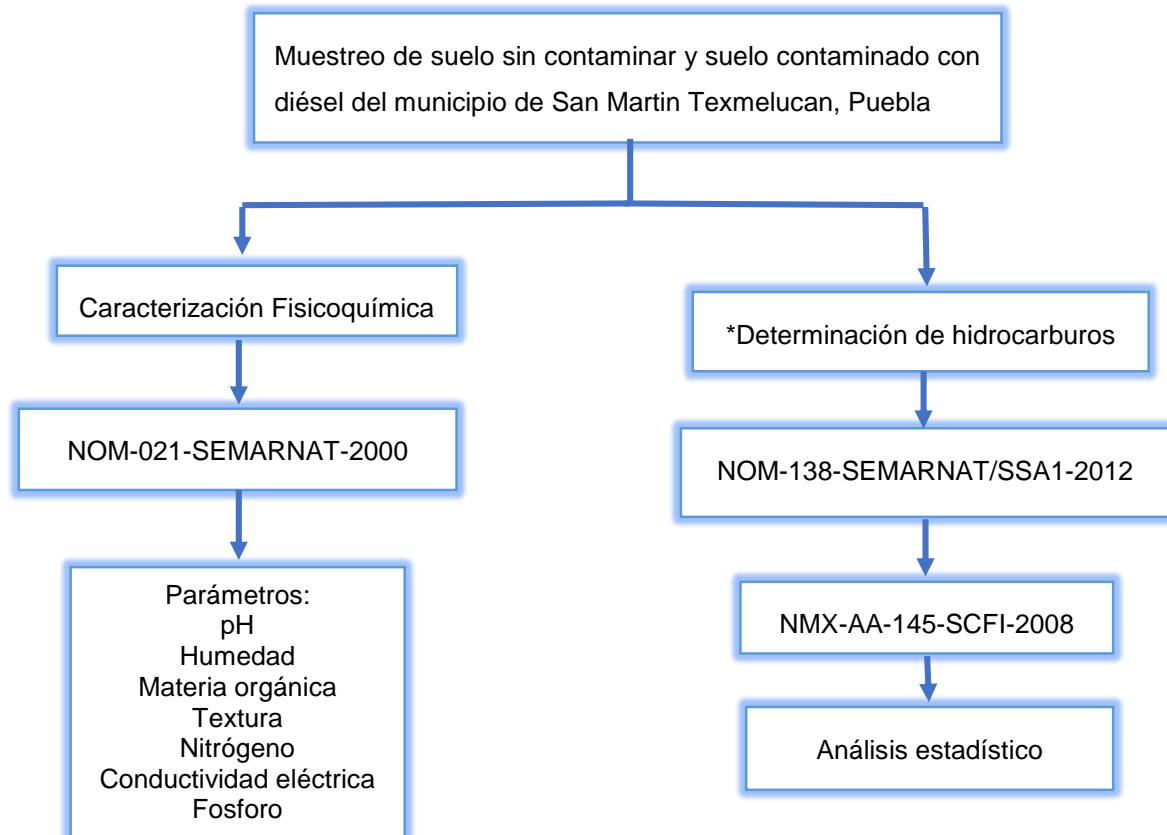 Muestreo de suelo sin contaminar y suelo contaminado con
diésel del municipio de San Martin Texmelucan, Puebla
Caracterización Fisicoquímica
NOM-021-SEMARNAT-2000
Parámetros:
pH
Humedad
Materia orgánica
Textura
Nitrógeno
Conductividad eléctrica
Fosforo
*Determinación de hidrocarburos
NOM-138-SEMARNAT/SSA1-2012
NMX-AA-145-SCFI-2008
Análisis estadístico